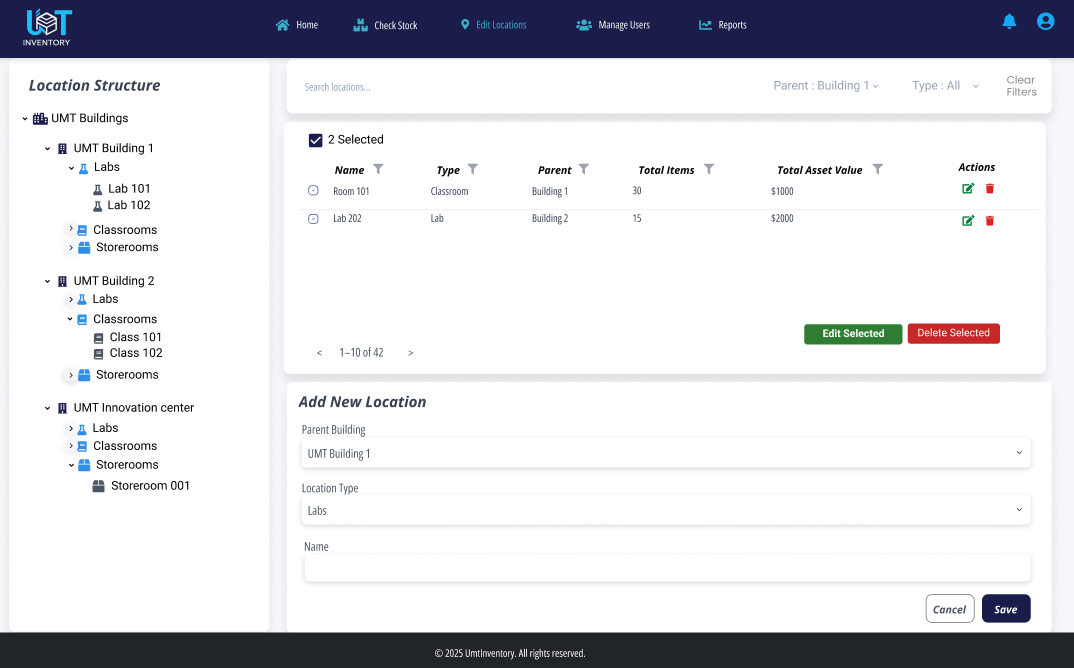 UMT
INVENTORY
Home
Check Stock
Edit Locations
Manage Users
Reports
Location Structure
UMT Buildings
UMT Building 1
Labs
Lab 101
Lab 102
Classrooms
Storerooms
UMT Building 2
Labs
Classrooms
Class 101
Class 102
Storerooms
UMT Innovation center
Labs
Classrooms
Storerooms
Storeroom 001
Search locations...
Parent : Building 1
Type : All
Clear
Filters
2 Selected
Name Type Parent Total Items Total Asset Value Actions
Room 101 Classroom Building 1 30 $1000
Lab 202 Lab Building 2 15 $2000
Edit Selected
Delete Selected
< 1–10 of 42 >
Add New Location
Parent Building
UMT Building 1
Location Type
Labs
Name
Cancel
Save
© 2025 UmtInventory. All rights reserved.